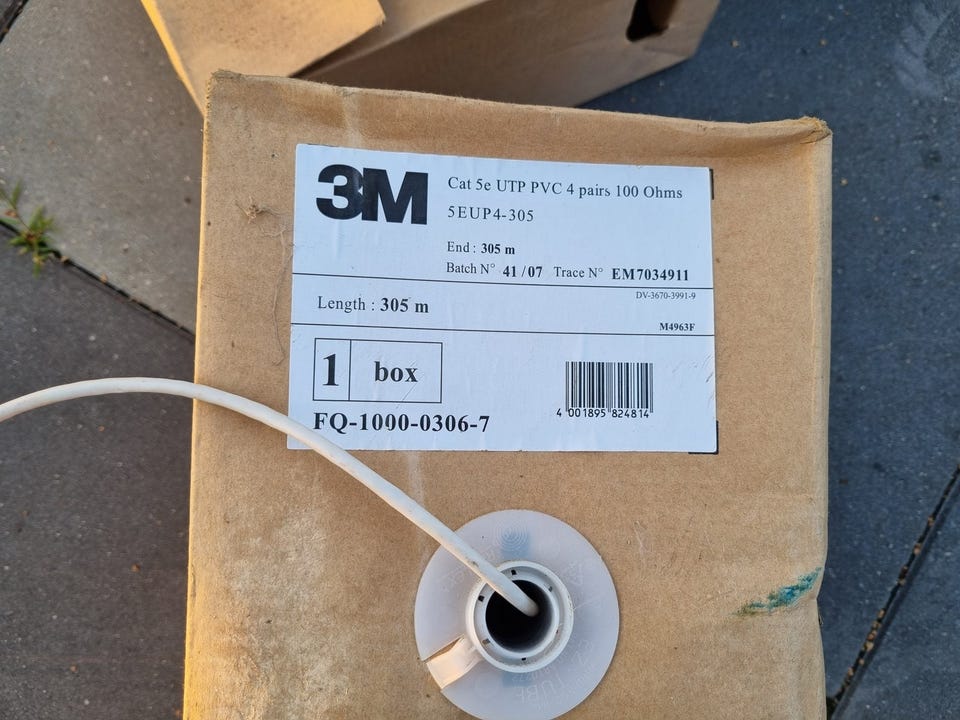 3M
Cat 5e UTP PVC 4 pairs 100 Ohms
5EUP4-305
End : 305 m
Batch N° 41 / 07 Trace N° EM7034911
DV-3670-3991-9
Length : 305 m
M4963F
1 box
FQ-1000-0306-7
4 001895 824814